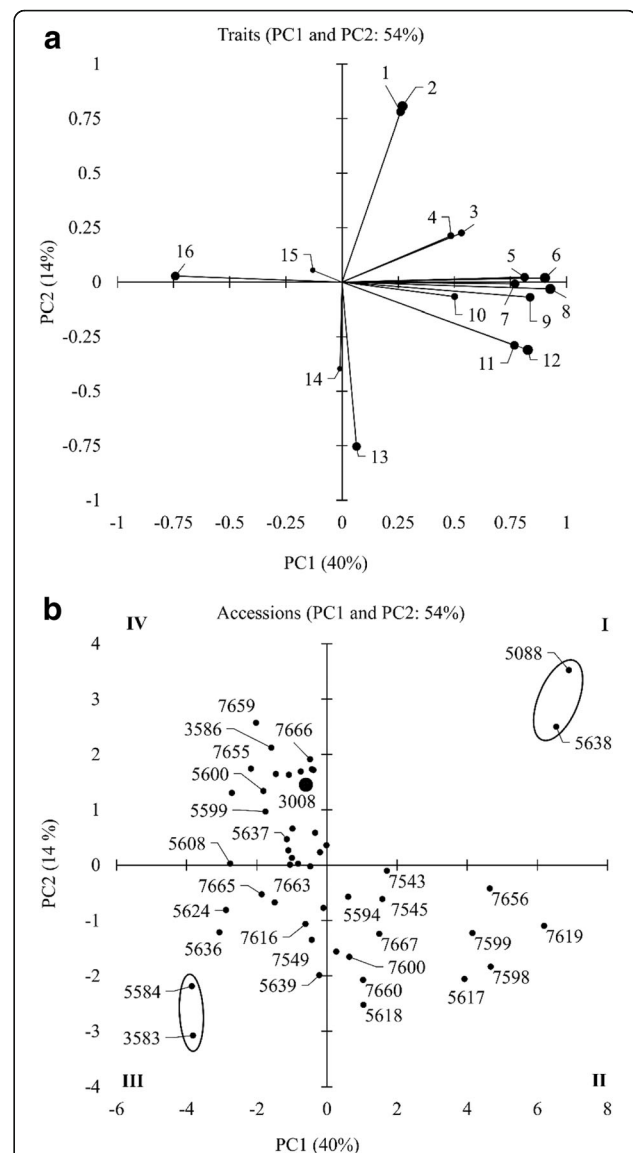 a
Traits (PC1 and PC2: 54%)
1
1 2
0.75
0.5
0.25
4 3
16 15 5 6
0
10 7 9 8
-0.25
14 11 12
-0.5
-0.75
13
-1
-1 -0.75 -0.5 -0.25 0 0.25 0.5 0.75 1
PC2 (14%)
PC1 (40%)
b
Accessions (PC1 and PC2: 54%)
IV I
4
5088
3
7659
3586 7666
5638
2
7655
5600
3008
1
5599
5637
5608
0
7665 7663 7543
5624 5594 7545 7656
-1
5636 7616 7667 7599 7619
7549 7600 7598
-2
5584 5639 7660 5617
5618
-3
3583
-4
III II
-6 -4 -2 0 2 4 6 8
PC2 (14 %)
PC1 (40%)